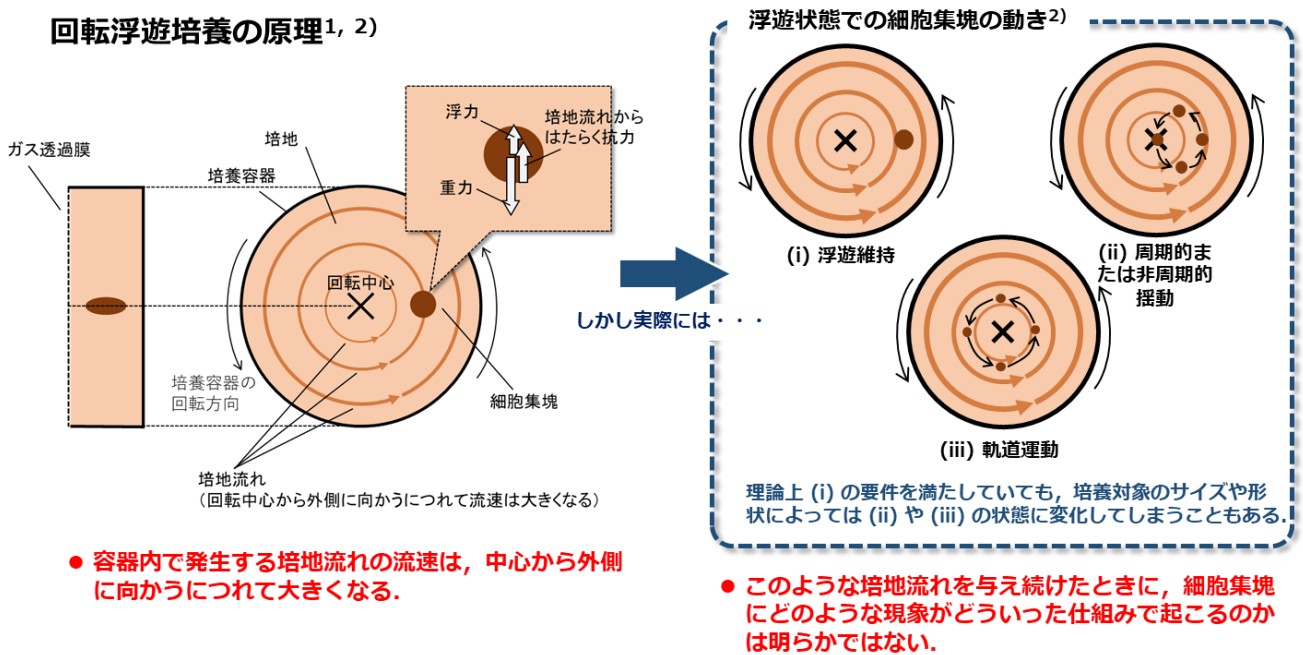 回転浮遊培養の原理1, 2)
ガス透過膜
培地
培養容器
浮力
培地流れから
はたらく抗力
重力
回転中心
培養容器の
回転方向
細胞集塊
培地流れ
（回転中心から外側に向かうにつれて流速は大きくなる）
● 容器内で発生する培地流れの流速は，中心から外側
に向かうにつれて大きくなる．
しかし実際には・・・
浮遊状態での細胞集塊の動き2)
(i) 浮遊維持
(ii) 周期的ま
たは非周期的
揺動
(iii) 軌道運動
理論上 (i) の要件を満たしていても，培養対象のサイズや形
状によっては (ii) や (iii) の状態に変化してしまうこともある．
● このような培地流れを与え続けたときに，細胞集塊
にどのような現象がどういった仕組みで起こるのか
は明らかではない．